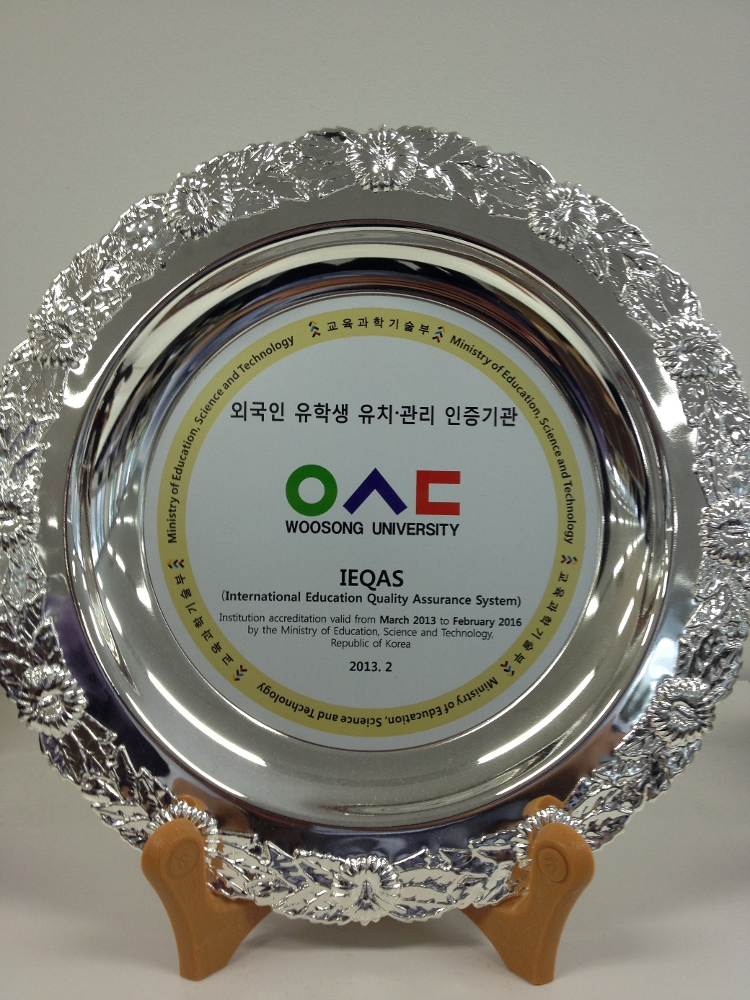 교육과학기술부
Ministry of Education, Science and Technology
교육과학기술부
Ministry of Education, Science and Technology
교육과학기술부
Ministry of Education, Science and Technology
외국인 유학생 유치·관리 인증기관
WOOSONG UNIVERSITY
IEQAS
(International Education Quality Assurance System)
Institution accreditation valid from March 2013 to February 2016
by the Ministry of Education, Science and Technology,
Republic of Korea
2013. 2